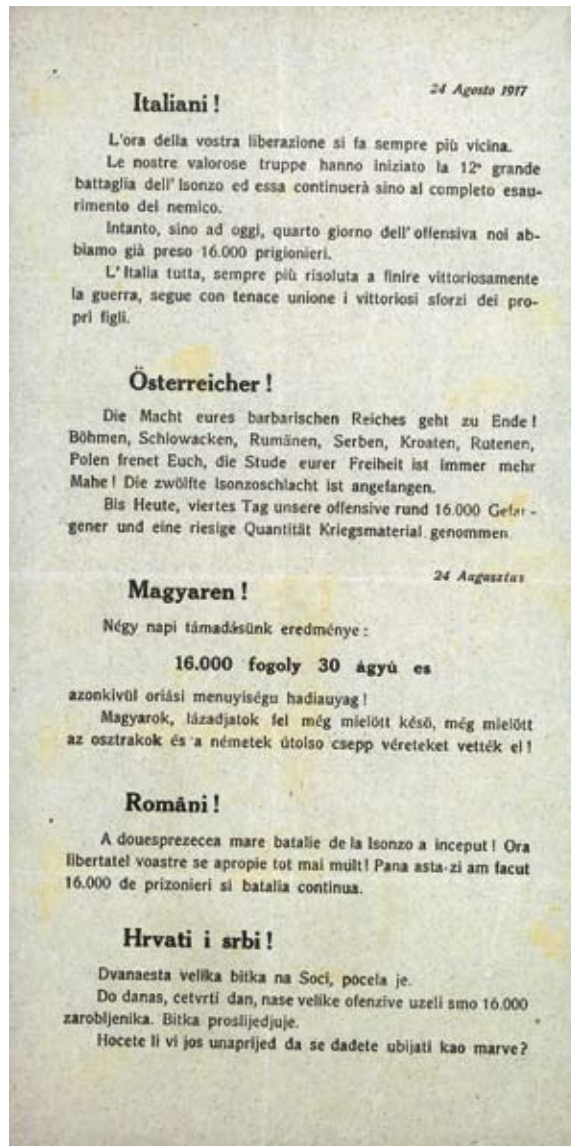 24 Agosto 1917
Italiani !
L'ora della vostra liberazione si fa sempre più vicina.
Le nostre valorose truppe hanno iniziato la 12ª grande
battaglia dell' Isonzo ed essa continuerà sino al completo esau-
rimento del nemico.
Intanto, sino ad oggi, quarto giorno dell' offensiva noi ab-
biamo già preso 16.000 prigionieri.
L' Italia tutta, sempre più risoluta a finire vittoriosamente
la guerra, segue con tenace unione i vittoriosi sforzi dei pro-
pri figli.
Österreicher !
Die Macht eures barbarischen Reiches geht zu Ende !
Böhmen, Schlowacken, Rumänen, Serben, Kroaten, Rutenen,
Polen frenet Euch, die Stude eurer Freiheit ist immer mehr
Mahe ! Die zwölfte Isonzoschlacht ist angefangen.
Bis Heute, viertes Tag unsere offensive rund 16.000 Gefan-
gener und eine riesige Quantität Kriegsmaterial genommen
24 Augusztus
Magyaren !
Négy napi támadásünk eredménye :
16.000 fogoly 30 ágyú es
azonkivül oriási menuyiségu hadiauyag !
Magyarok, lázadjatok fel még mielött késö, még mielött
az osztrakok és a németek útolso csepp véreteket vették el !
Români !
A douesprezecea mare batalie de la Isonzo a inceput ! Ora
libertatel voastre se apropie tot mai mult ! Pana asta-zi am facut
16.000 de prizonieri si batalia continua.
Hrvati i srbi !
Dvanaesta velika bitka na Soci, pocela je.
Do danas, cetvrti dan, nase velike ofenzive uzeli smo 16.000
zarobljenika. Bitka proslijedjuje.
Hocete li vi jos unaprijed da se dadete ubijati kao marve ?